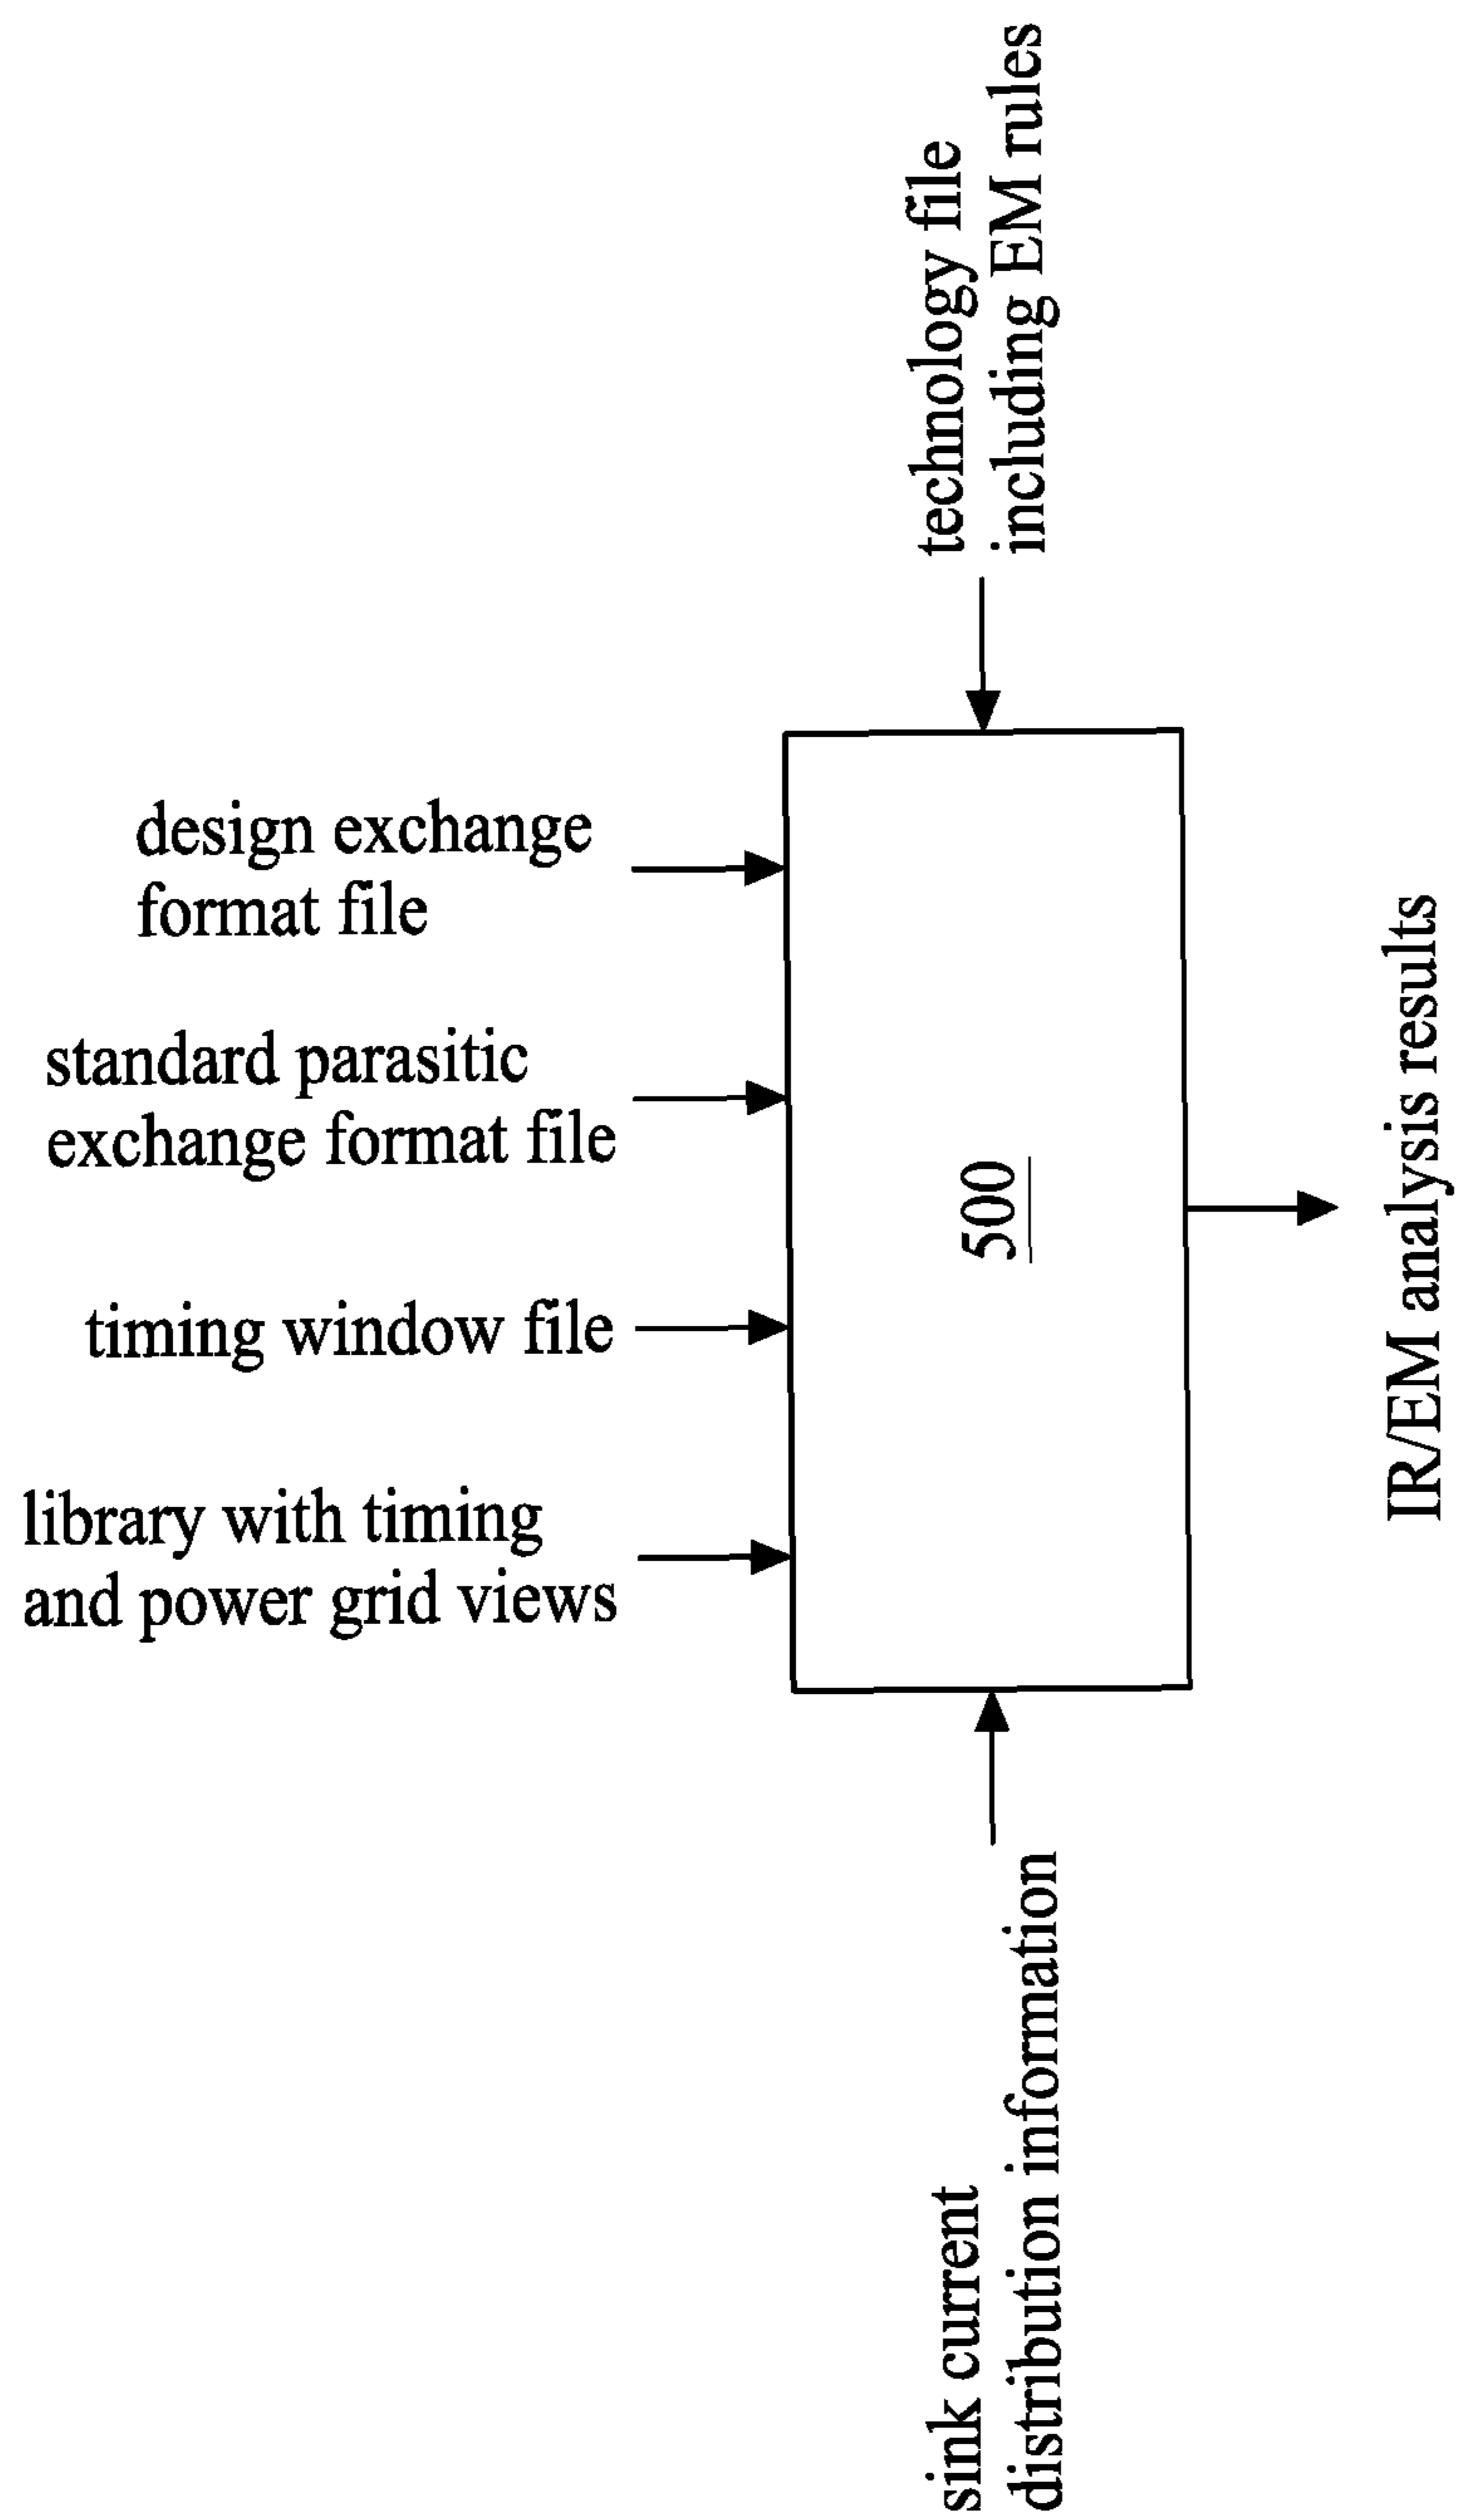 technology file
including EM rules
design exchange
format file
standard parasitic
exchange format file
timing window file
library with timing
and power grid views
500
IR/EM analysis results
sink current
distribution information